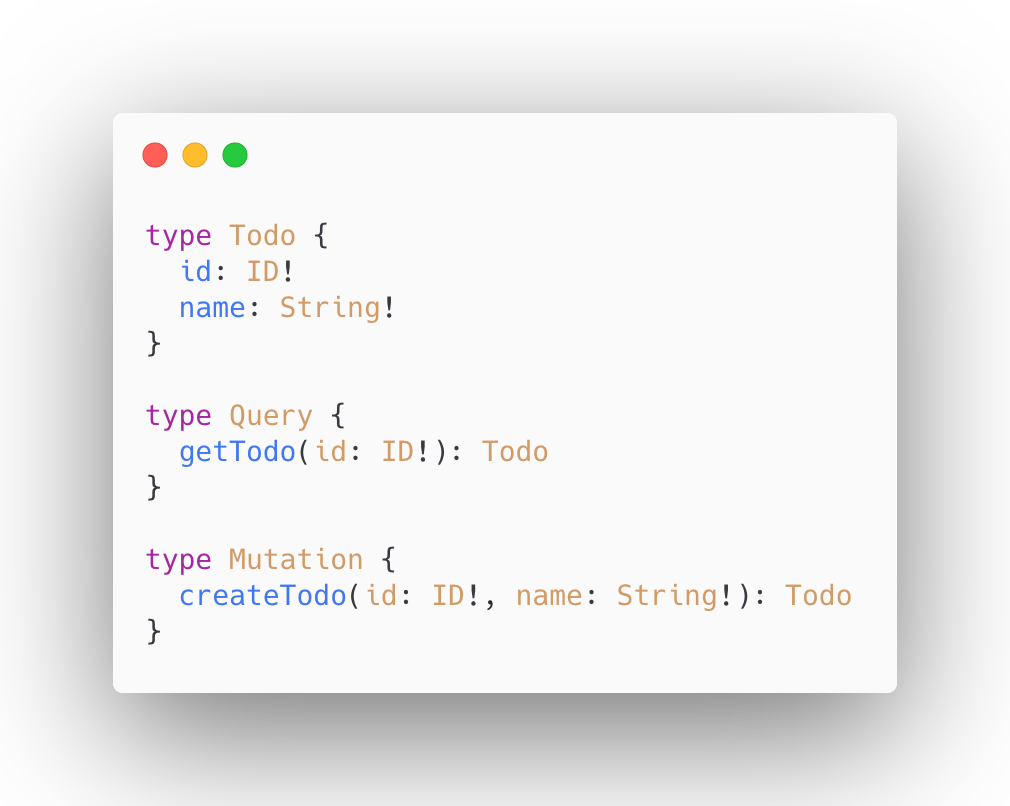 type Todo {
  id: ID!
  name: String!
}

type Query {
  getTodo(id: ID!): Todo
}

type Mutation {
  createTodo(id: ID!, name: String!): Todo
}